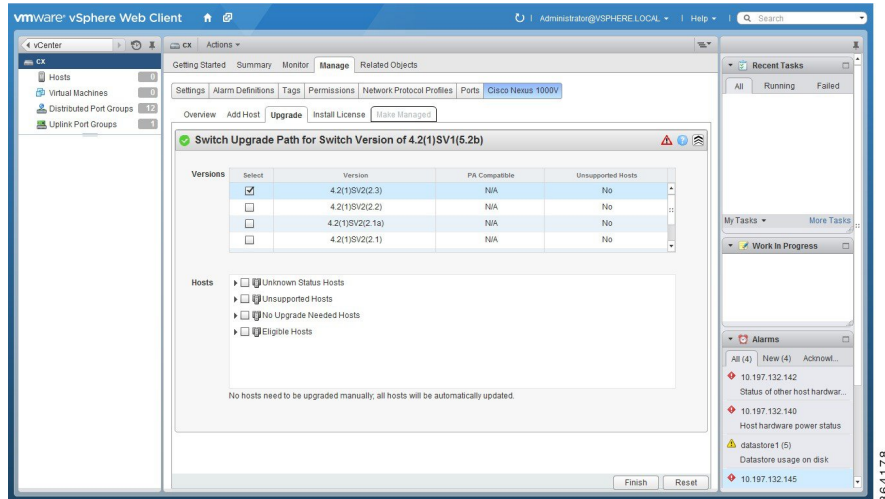 vmware® vSphere Web Client
Administrator@VSPHERE.LOCAL
Help
Search
vCenter
cx
Hosts 0
Virtual Machines 0
Distributed Port Groups 12
Uplink Port Groups 1
cx Actions
Getting Started Summary Monitor Manage Related Objects
Settings Alarm Definitions Tags Permissions Network Protocol Profiles Ports Cisco Nexus 1000V
Overview Add Host Upgrade Install License Make Managed
Switch Upgrade Path for Switch Version of 4.2(1)SV1(5.2b)
Versions
Select Version PA Compatible Unsupported Hosts
4.2(1)SV2(2.3) N/A No
4.2(1)SV2(2.2) N/A No
4.2(1)SV2(2.1a) N/A No
4.2(1)SV2(2.1) N/A No
Hosts
Unknown Status Hosts
Unsupported Hosts
No Upgrade Needed Hosts
Eligible Hosts
No hosts need to be upgraded manually; all hosts will be automatically updated.
Finish Reset
Recent Tasks
All Running Failed
My Tasks More Tasks
Work In Progress
Alarms
All (4) New (4) Acknowl...
10.197.132.142
Status of other host hardwar...
10.197.132.140
Host hardware power status
datastore1 (5)
Datastore usage on disk
10.197.132.145
364178